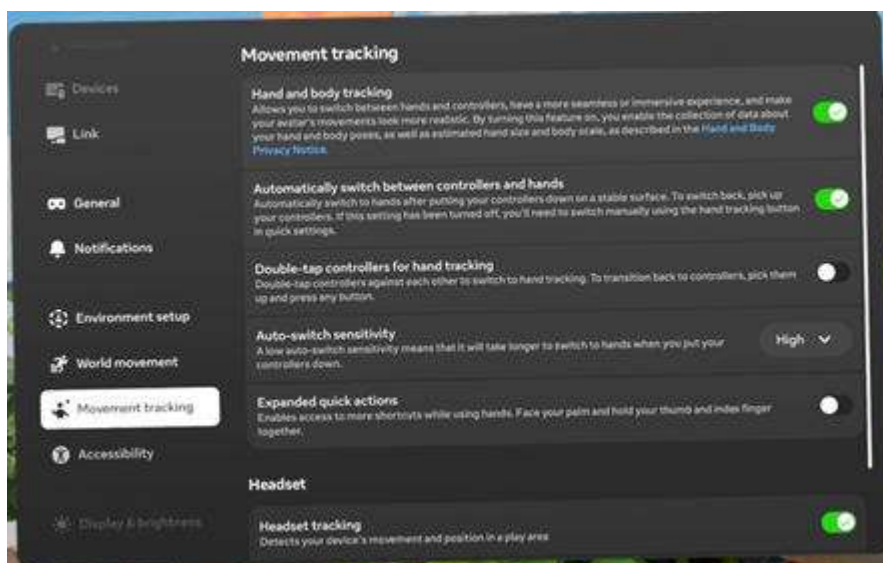 Movement tracking
Devices
Link
General
Notifications
Environment setup
World movement
Movement tracking
Accessibility
Display & brightness
Hand and body tracking
Allows you to switch between hands and controllers, have a more seamless or immersive experience, and make
your avatar's movements look more realistic. By turning this feature on, you enable the collection of data about
your hand and body poses, as well as estimated hand size and body scale, as described in the Hand and Body
Privacy Notice.
Automatically switch between controllers and hands
Automatically switch to hands after putting your controllers down on a stable surface. To switch back, pick up
your controllers. If this setting has been turned off, you'll need to switch manually using the hand tracking button
in quick settings.
Double-tap controllers for hand tracking
Double-tap controllers against each other to switch to hand tracking. To transition back to controllers, pick them
up and press any button.
Auto-switch sensitivity
A low auto-switch sensitivity means that it will take longer to switch to hands when you put your
controllers down.
High
Expanded quick actions
Enables access to more shortcuts while using hands. Face your palm and hold your thumb and index finger
together.
Headset
Headset tracking
Detects your device's movement and position in a play area